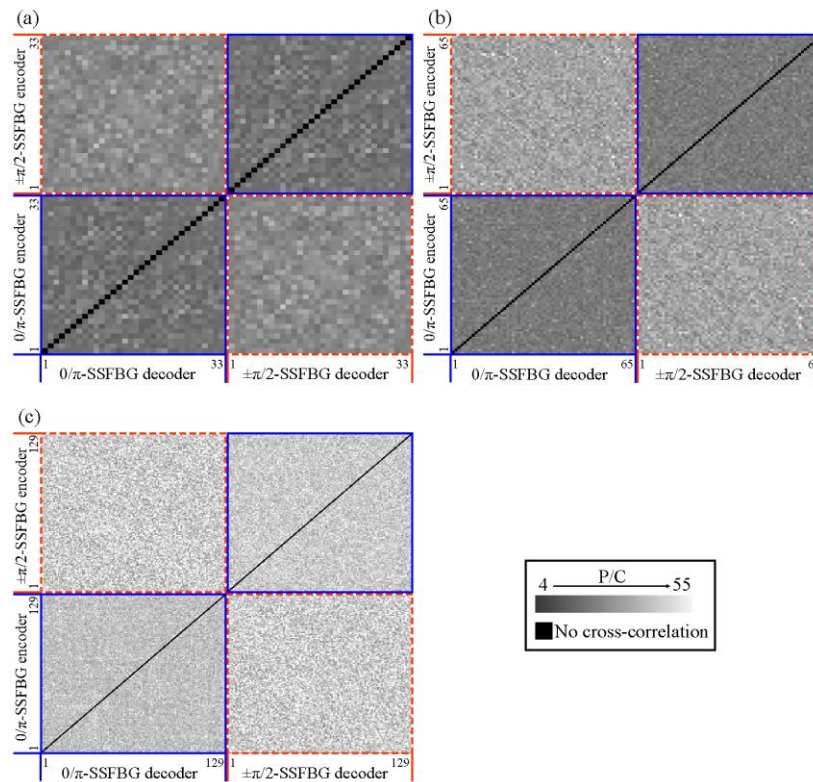 (a)
±π/2-SSFBG encoder
1
33
0/π-SSFBG encoder
1
33
1
33
1
33
0/π-SSFBG decoder
±π/2-SSFBG decoder
(b)
±π/2-SSFBG encoder
1
65
0/π-SSFBG encoder
1
65
1
65
1
6
0/π-SSFBG decoder
±π/2-SSFBG decoder
(c)
±π/2-SSFBG encoder
1
129
0/π-SSFBG encoder
1
129
1
129
1
129
0/π-SSFBG decoder
±π/2-SSFBG decoder
P/C
4
55
No cross-correlation